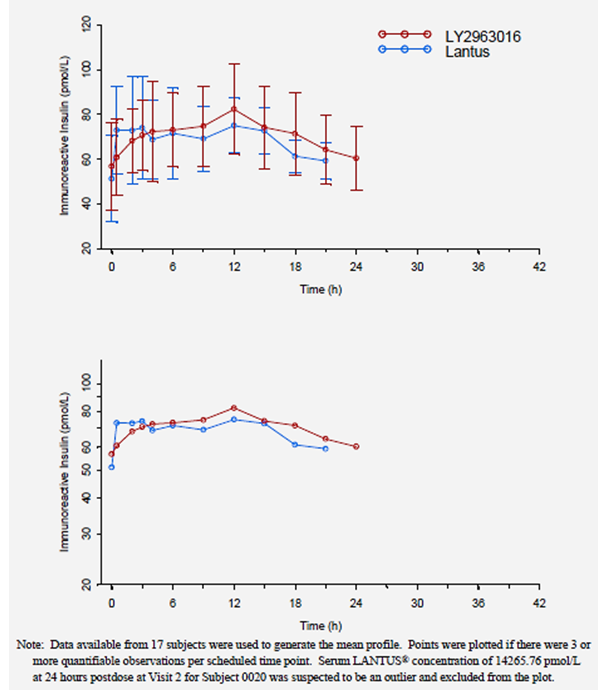 120
100
80
60
40
20
Immunoreactive Insulin (pmol/L)
LY2963016
Lantus
0 6 12 18 24 30 36 42
Time (h)
100
80
60
50
40
30
20
Immunoreactive Insulin (pmol/L)
0 6 12 18 24 30 36 42
Time (h)
Note: Data available from 17 subjects were used to generate the mean profile. Points were plotted if there were 3 or
more quantifiable observations per scheduled time point. Serum LANTUS® concentration of 14265.76 pmol/L
at 24 hours postdose at Visit 2 for Subject 0020 was suspected to be an outlier and excluded from the plot.